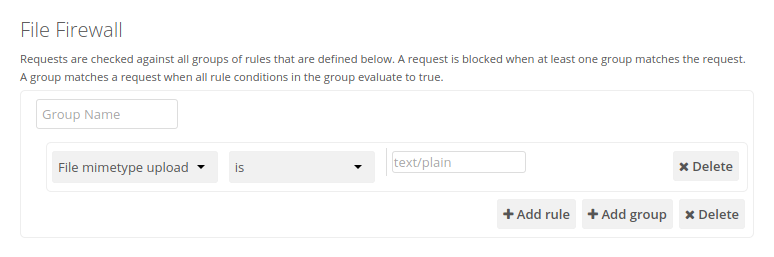 File Firewall
Requests are checked against all groups of rules that are defined below. A request is blocked when at least one group matches the request.
A group matches a request when all rule conditions in the group evaluate to true.
Group Name
File mimetype upload is text/plain Delete
Add rule Add group Delete